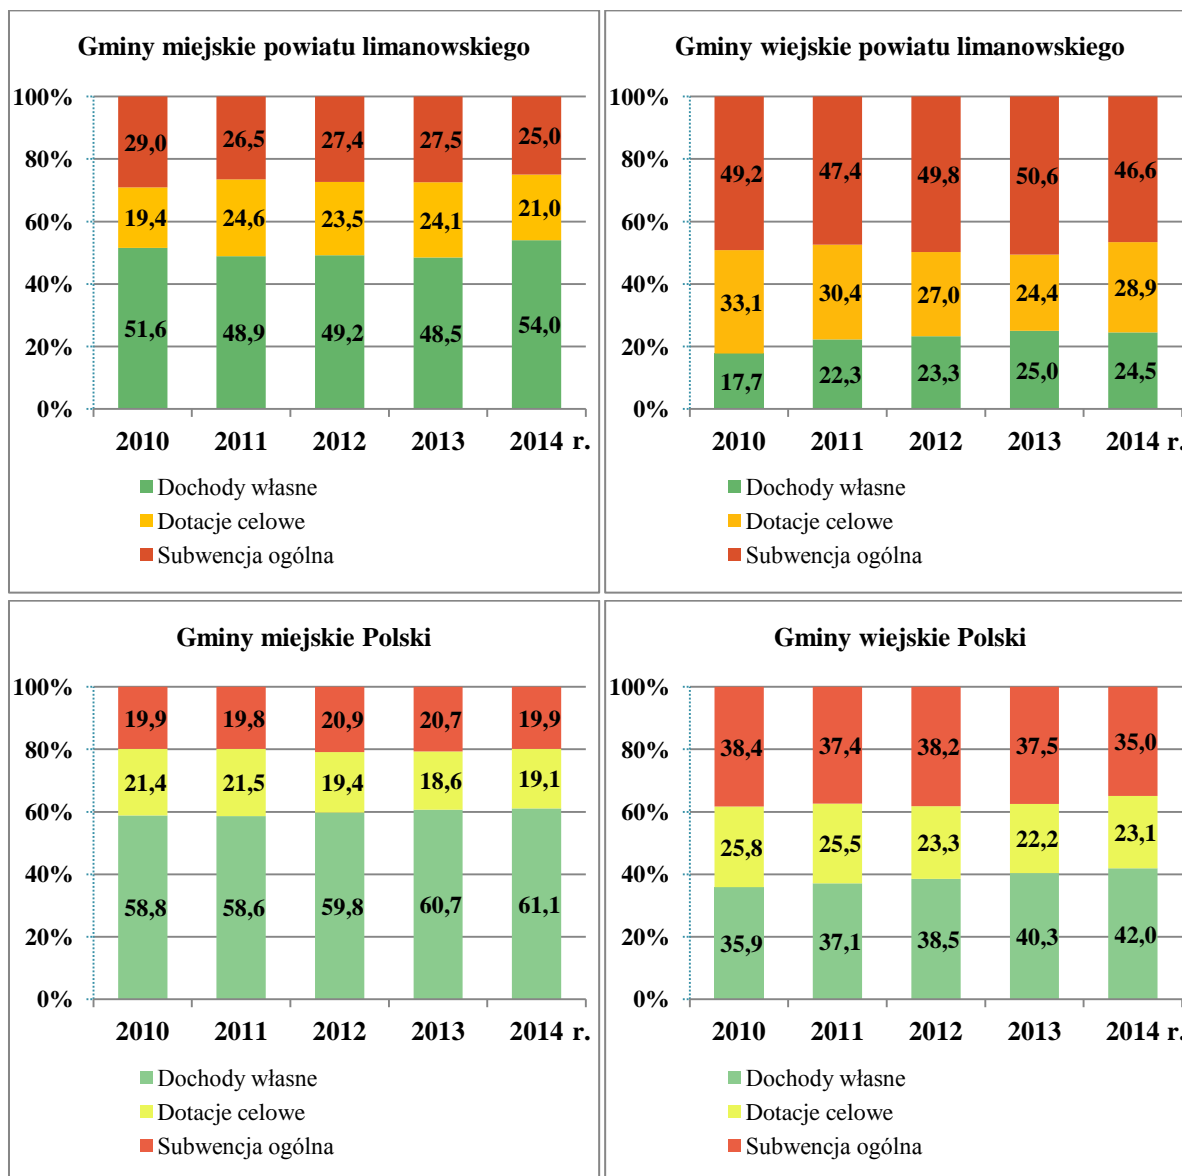 Gminy miejskie powiatu limanowskiego
100%
80%
60%
40%
20%
0%
29,0 26,5 27,4 27,5 25,0
19,4 24,6 23,5 24,1 21,0
51,6 48,9 49,2 48,5 54,0
2010 2011 2012 2013 2014 r.
Dochody własne
Dotacje celowe
Subwencja ogólna
Gminy wiejskie powiatu limanowskiego
100%
80%
60%
40%
20%
0%
49,2 47,4 49,8 50,6 46,6
33,1 30,4 27,0 24,4 28,9
17,7 22,3 23,3 25,0 24,5
2010 2011 2012 2013 2014 r.
Dochody własne
Dotacje celowe
Subwencja ogólna
Gminy miejskie Polski
100%
80%
60%
40%
20%
0%
19,9 19,8 20,9 20,7 19,9
21,4 21,5 19,4 18,6 19,1
58,8 58,6 59,8 60,7 61,1
2010 2011 2012 2013 2014 r.
Dochody własne
Dotacje celowe
Subwencja ogólna
Gminy wiejskie Polski
100%
80%
60%
40%
20%
0%
38,4 37,4 38,2 37,5 35,0
25,8 25,5 23,3 22,2 23,1
35,9 37,1 38,5 40,3 42,0
2010 2011 2012 2013 2014 r.
Dochody własne
Dotacje celowe
Subwencja ogólna